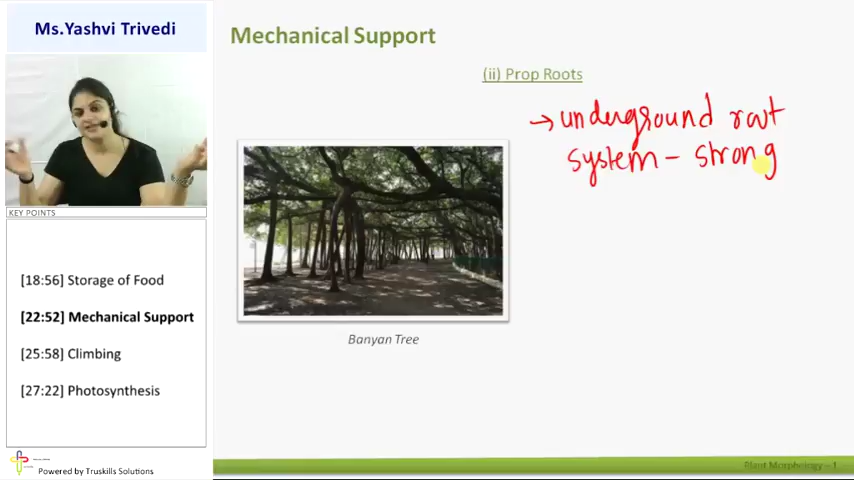 Ms.Yashvi Trivedi
Mechanical Support
(ii) Prop Roots
→ underground root
system - strong
KEY POINTS
[18:56] Storage of Food
[22:52] Mechanical Support
[25:58] Climbing
[27:22] Photosynthesis
Banyan Tree
Powered by Truskills Solutions
Plant Morphology - 1